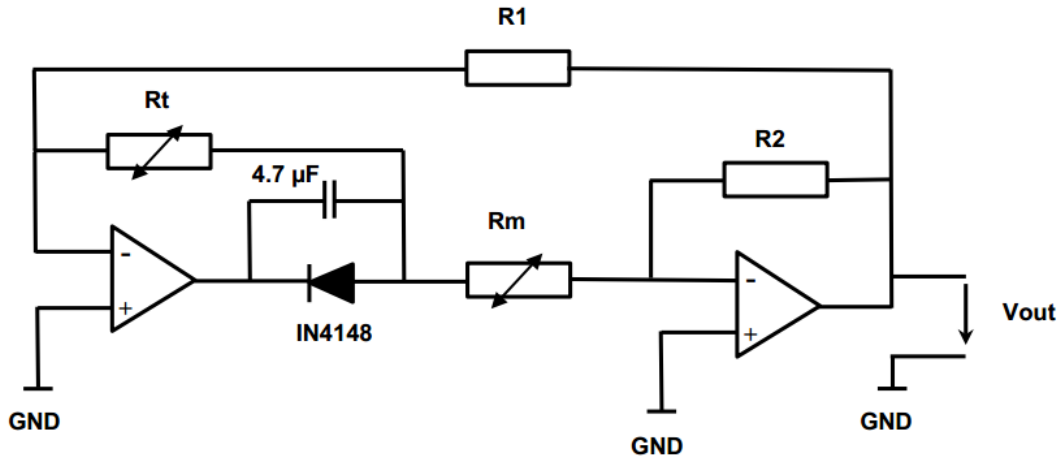 R1
Rt
R2
4.7 µF
Rm
-
+
IN4148
-
+
Vout
GND
GND
GND